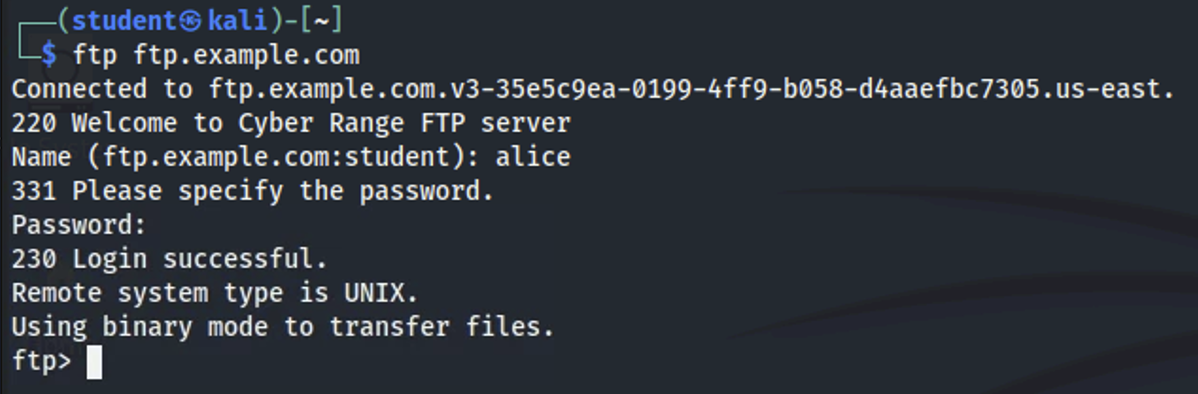 ┌──(student㉿kali)-[~]
└─$ ftp ftp.example.com
Connected to ftp.example.com.v3-35e5c9ea-0199-4ff9-b058-d4aaefbc7305.us-east.
220 Welcome to Cyber Range FTP server
Name (ftp.example.com:student): alice
331 Please specify the password.
Password:
230 Login successful.
Remote system type is UNIX.
Using binary mode to transfer files.
ftp>